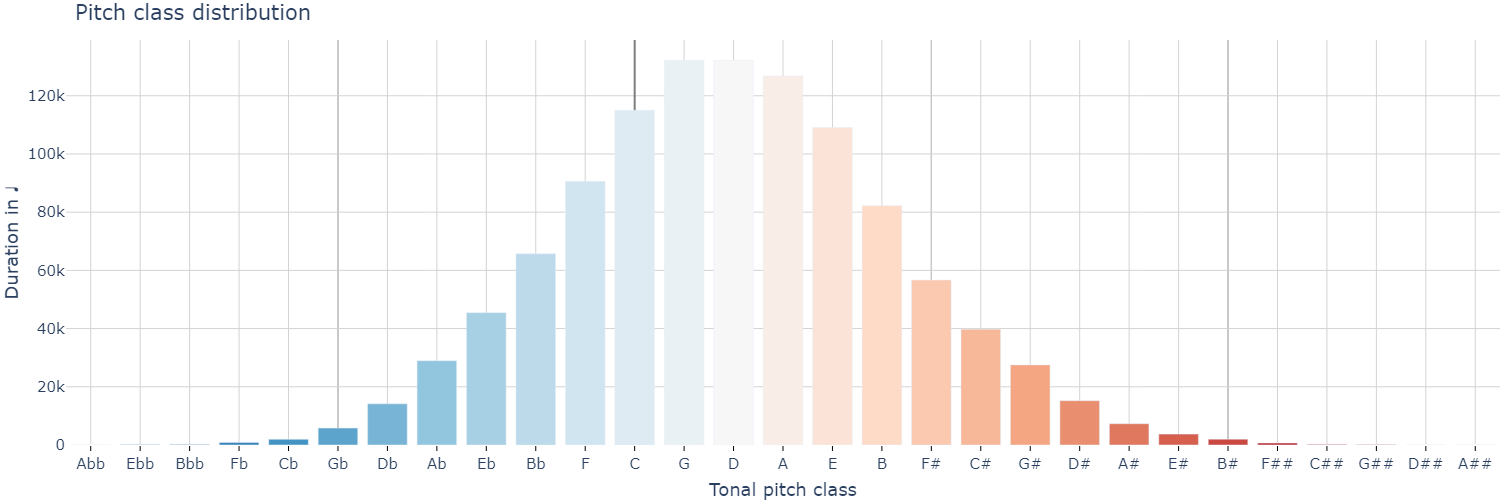 Pitch class distribution
Duration in ♩
120k
100k
80k
60k
40k
20k
0
Abb Ebb Bbb Fb Cb Gb Db Ab Eb Bb F C G D A E B F# C# G# D# A# E# B# F## C## G## D## A##
Tonal pitch class